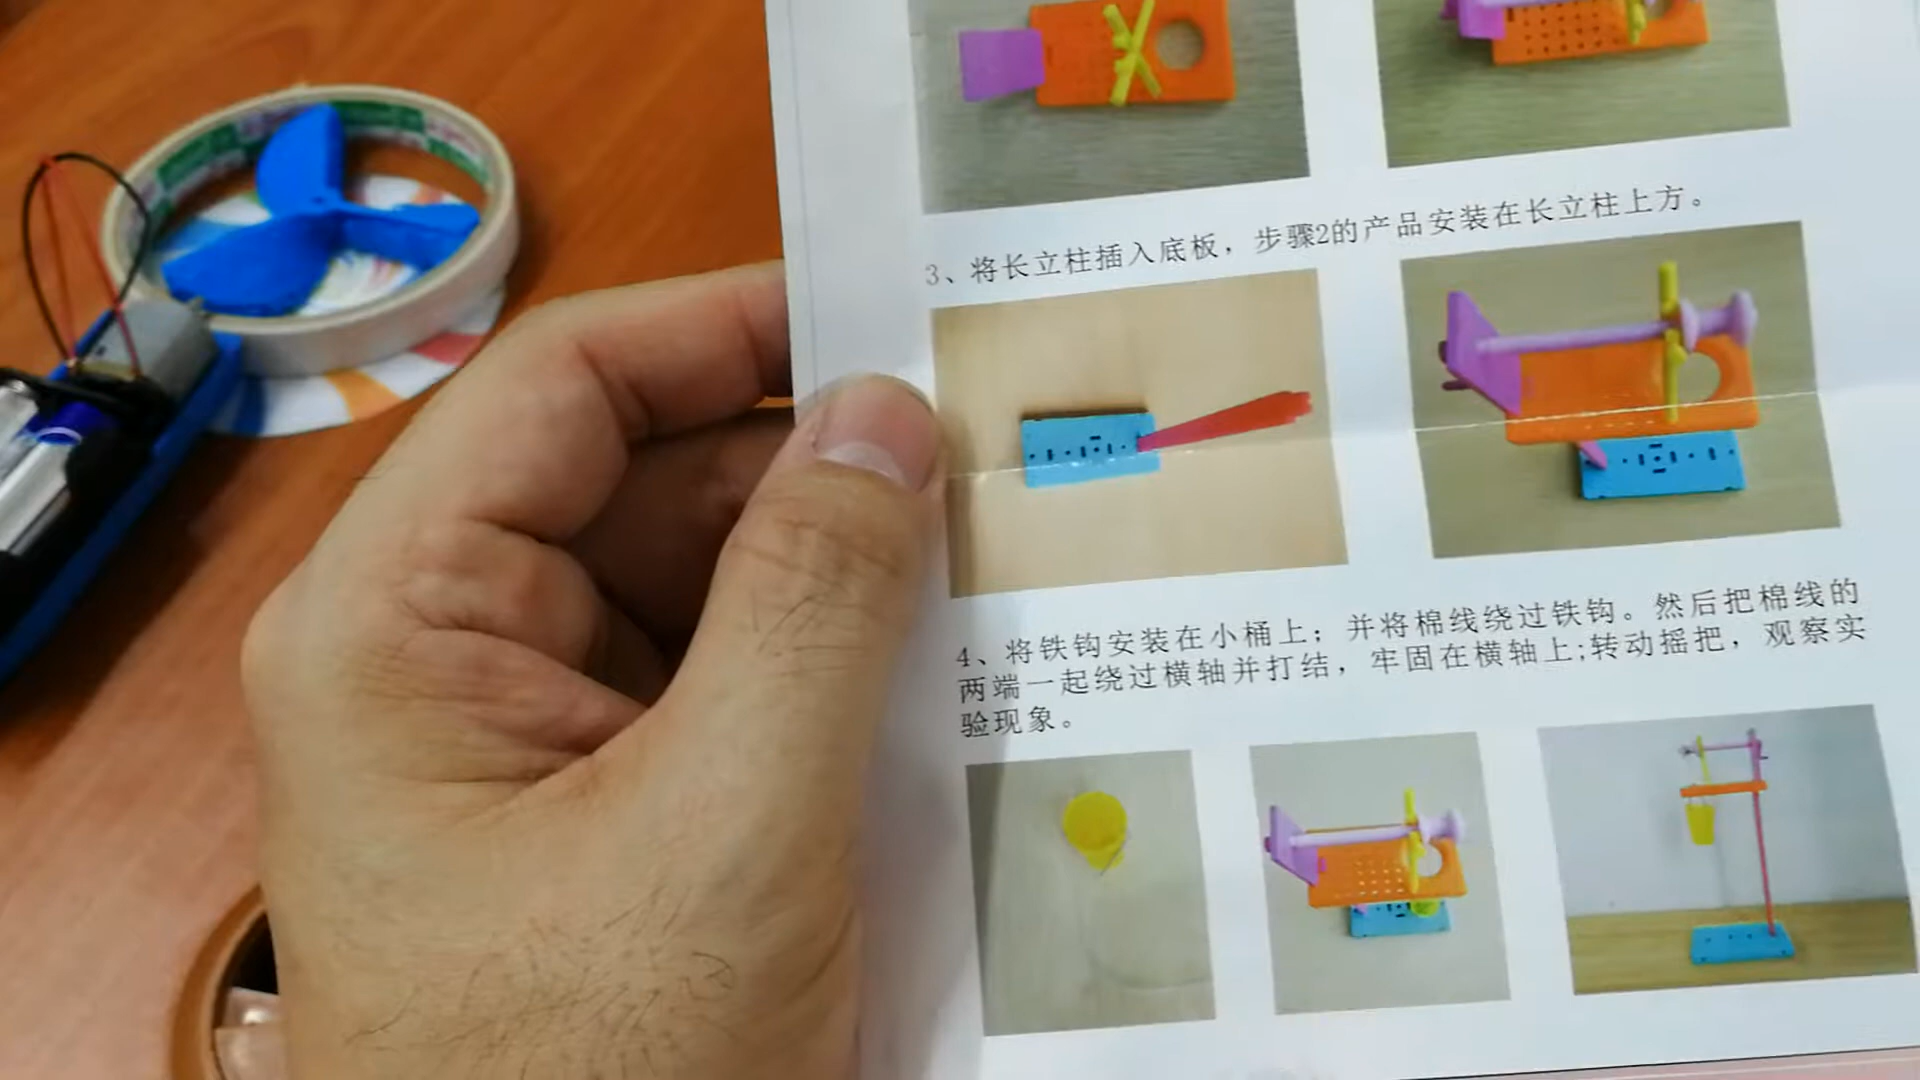 3、将长立柱插入底板，步骤2的产品安装在长立柱上方。
4、将铁钩安装在小桶上；并将棉线绕过铁钩。然后把棉线的
两端一起绕过横轴并打结，牢固在横轴上;转动摇把，观察实
验现象。